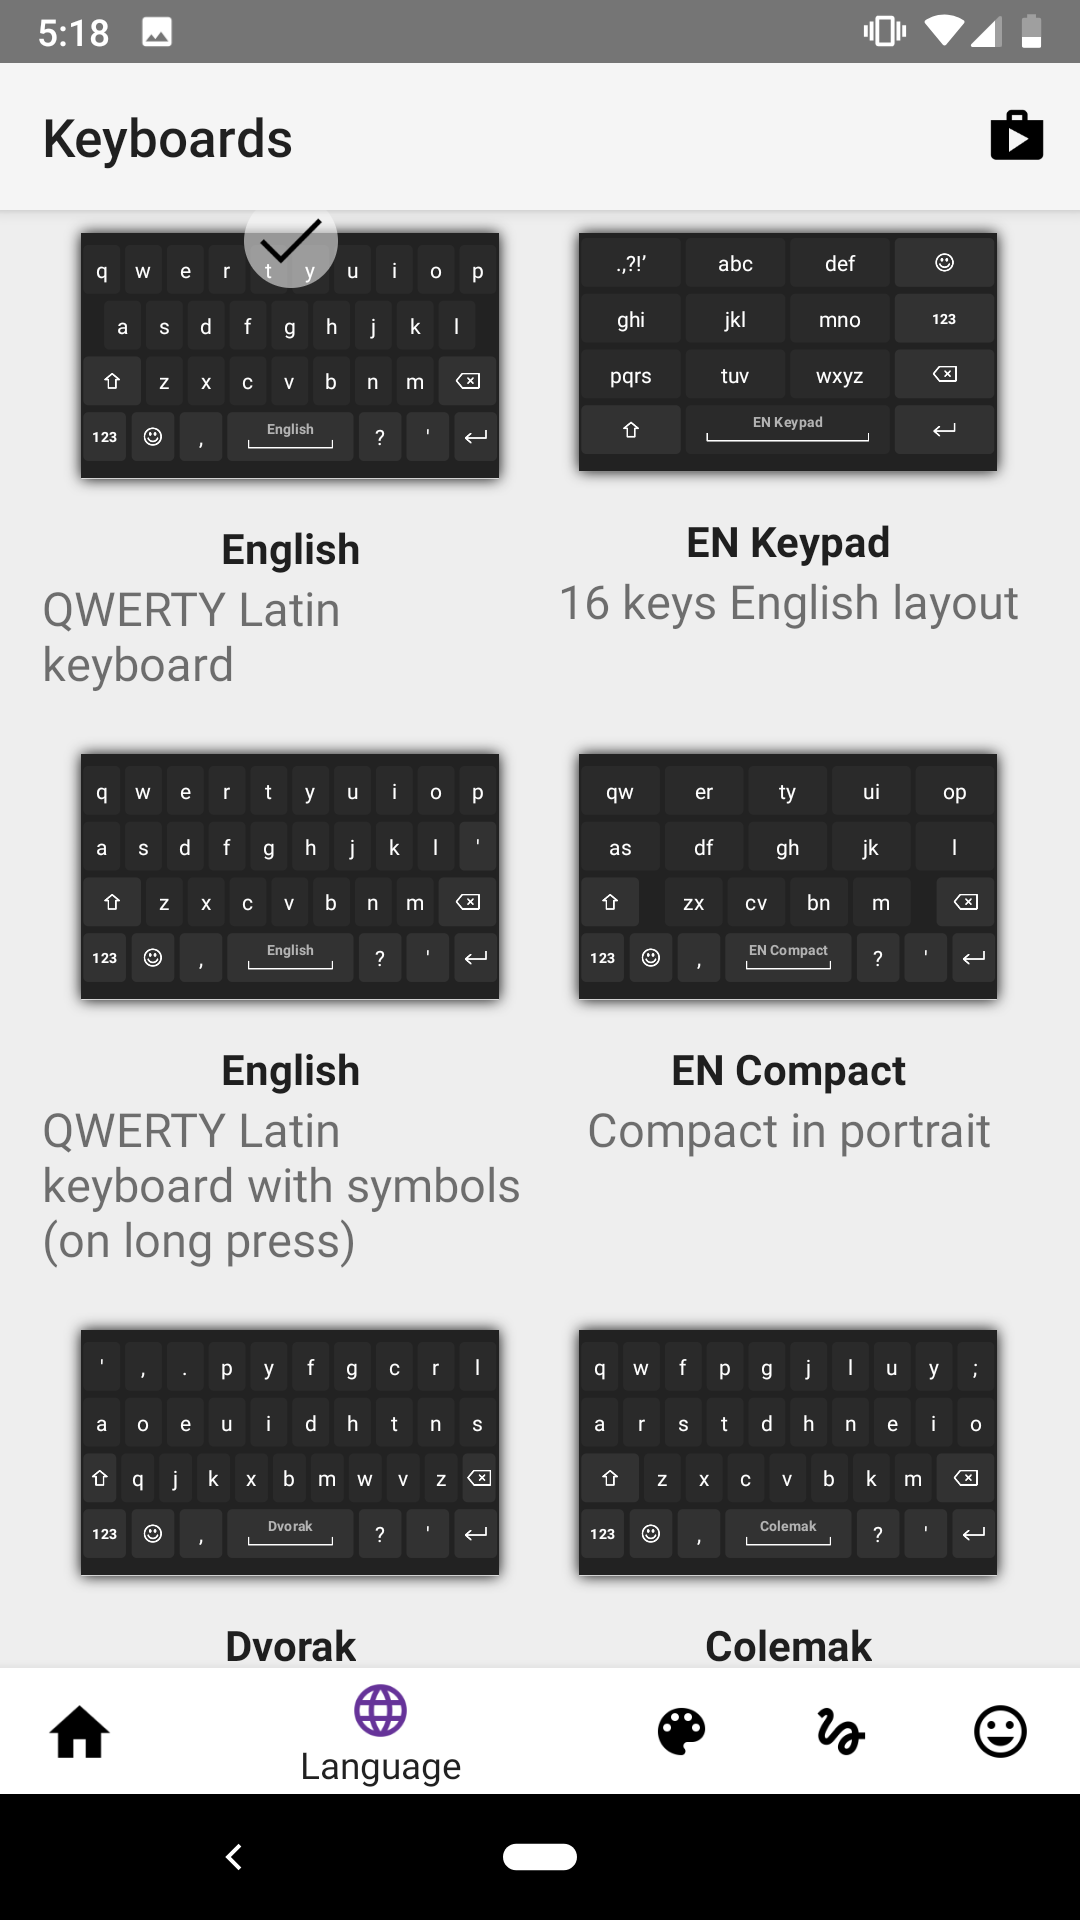 5:18
Keyboards
q w e r t y u i o p
a s d f g h j k l
z x c v b n m
123 , English ? '
English
QWERTY Latin
keyboard
.,?!’ abc def
ghi jkl mno 123
pqrs tuv wxyz
EN Keypad
EN Keypad
16 keys English layout
q w e r t y u i o p
a s d f g h j k l '
z x c v b n m
123 , English ? '
English
QWERTY Latin
keyboard with symbols
(on long press)
qw er ty ui op
as df gh jk l
zx cv bn m
123 , EN Compact ? '
EN Compact
Compact in portrait
' , . p y f g c r l
a o e u i d h t n s
q j k x b m w v z
123 , Dvorak ? '
Dvorak
q w f p g j l u y ;
a r s t d h n e i o
z x c v b k m
123 , Colemak ? '
Colemak
Language